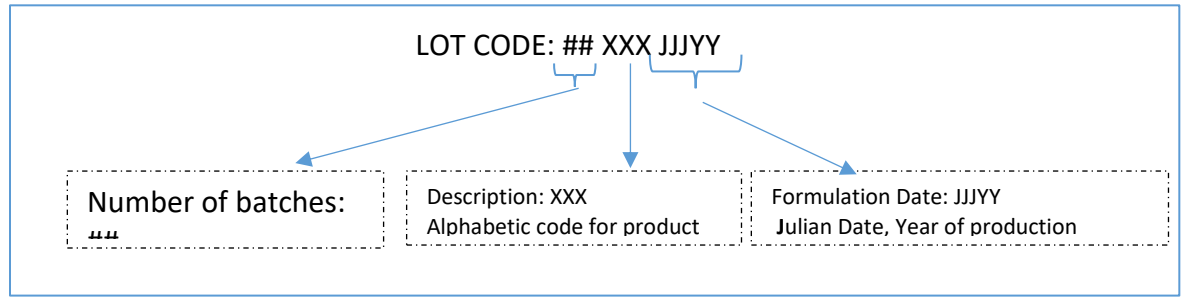 LOT CODE: ## XXX JJJYY
Number of batches:
##
Description: XXX
Alphabetic code for product
Formulation Date: JJJYY
Julian Date, Year of production